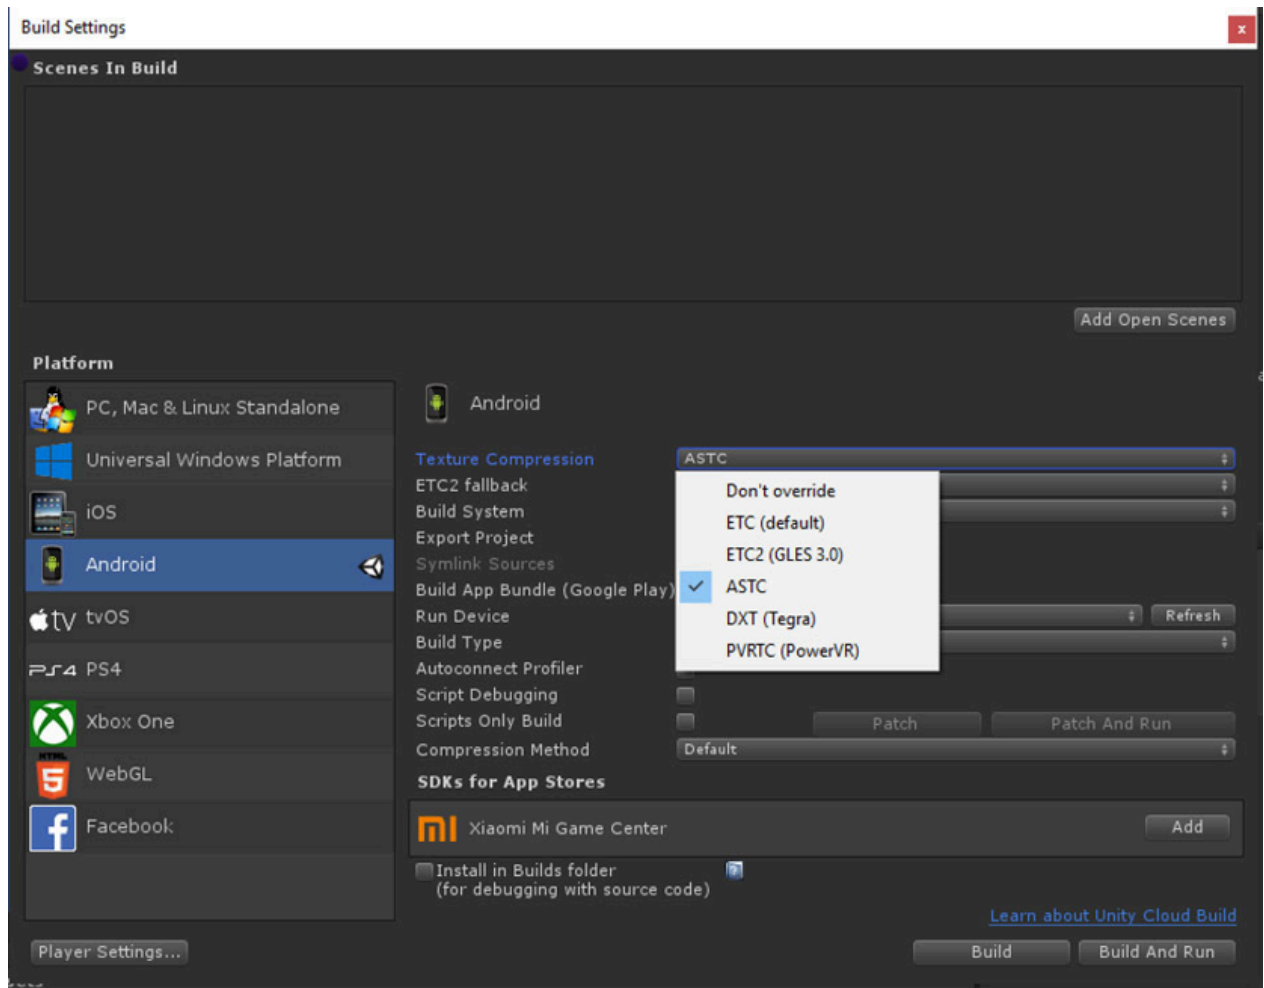 Build Settings
x
Scenes In Build
Add Open Scenes
Platform
PC, Mac & Linux Standalone
Universal Windows Platform
iOS
Android
tv tvOS
PS4 PS4
Xbox One
HTML
5 WebGL
f Facebook
Android
Texture Compression ASTC
ETC2 fallback
Build System
Export Project
Symlink Sources
Build App Bundle (Google Play)
Run Device Refresh
Build Type
Autoconnect Profiler
Script Debugging
Scripts Only Build Patch Patch And Run
Compression Method Default
Don't override
ETC (default)
ETC2 (GLES 3.0)
ASTC
DXT (Tegra)
PVRTC (PowerVR)
SDKs for App Stores
mi Xiaomi Mi Game Center Add
Install in Builds folder ?
(for debugging with source code)
Learn about Unity Cloud Build
Player Settings... Build Build And Run